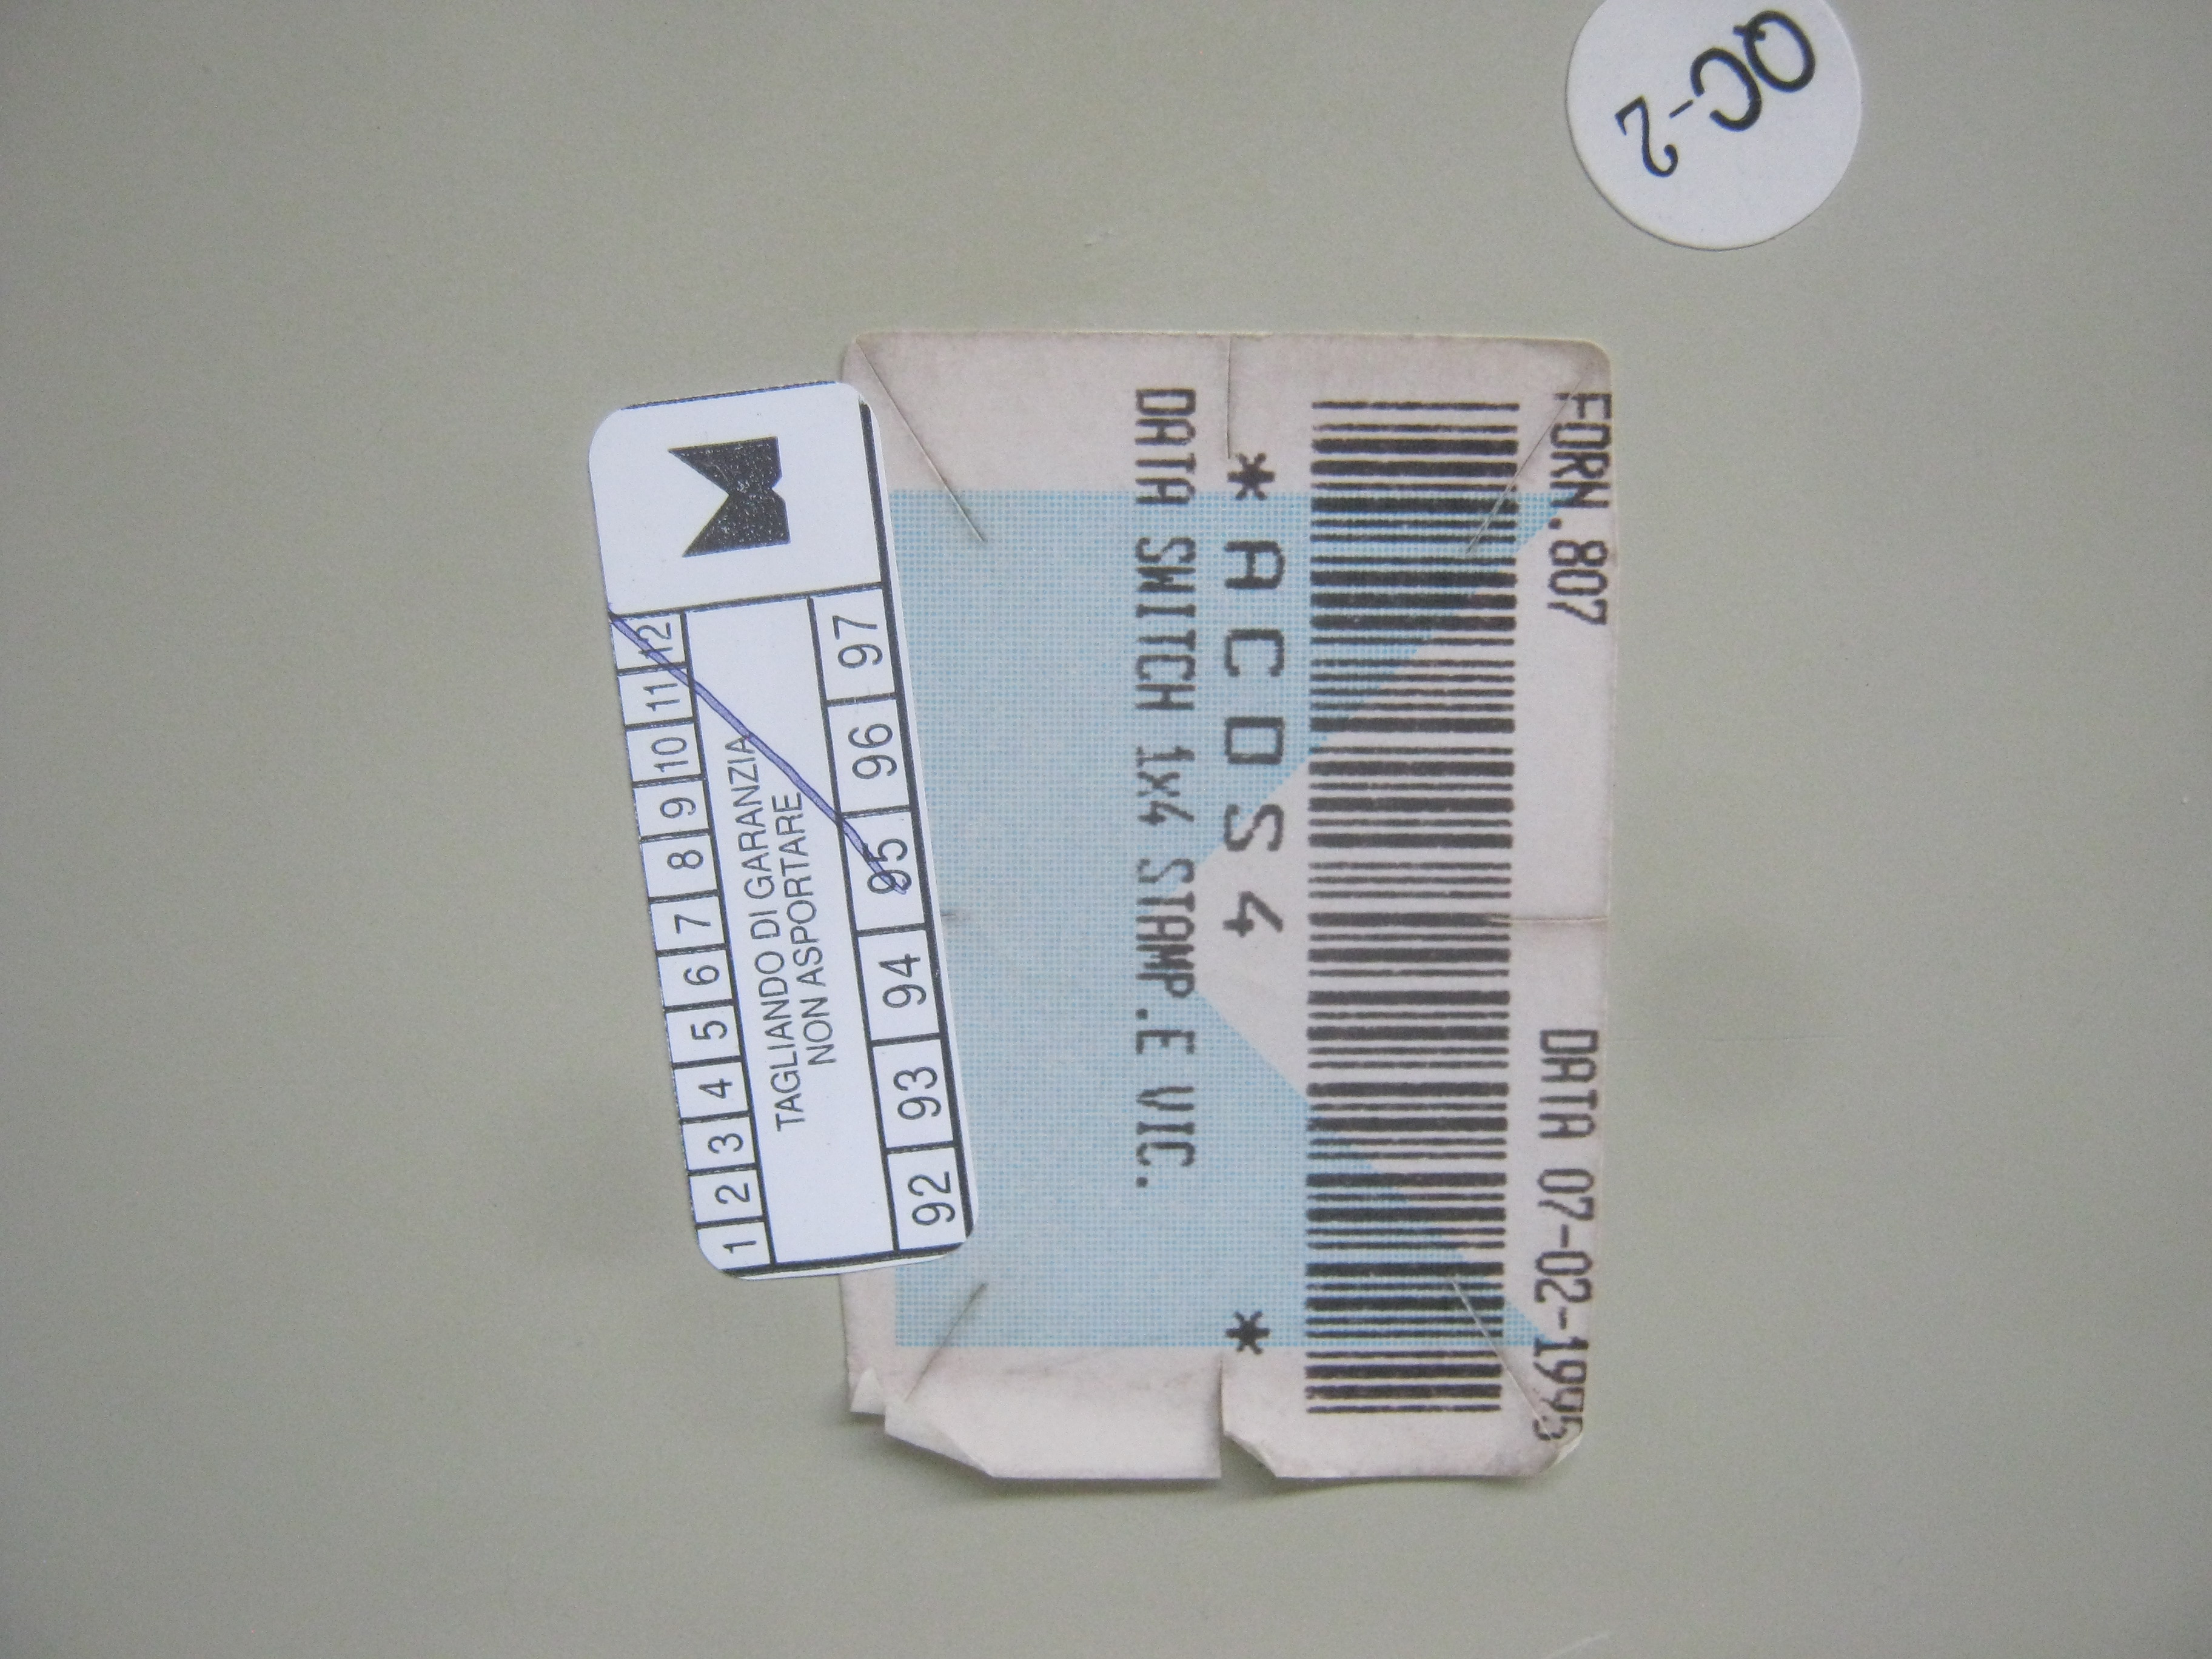 QC-2
FORN.807 DATA 07-02-1995
*ACDS4 *
DATA SWITCH 1x4 STAMP.E VIC.
1 2 3 4 5 6 7 8 9 10 11 12
TAGLIANDO DI GARANZIA
NON ASPORTARE
92 93 94 95 96 97